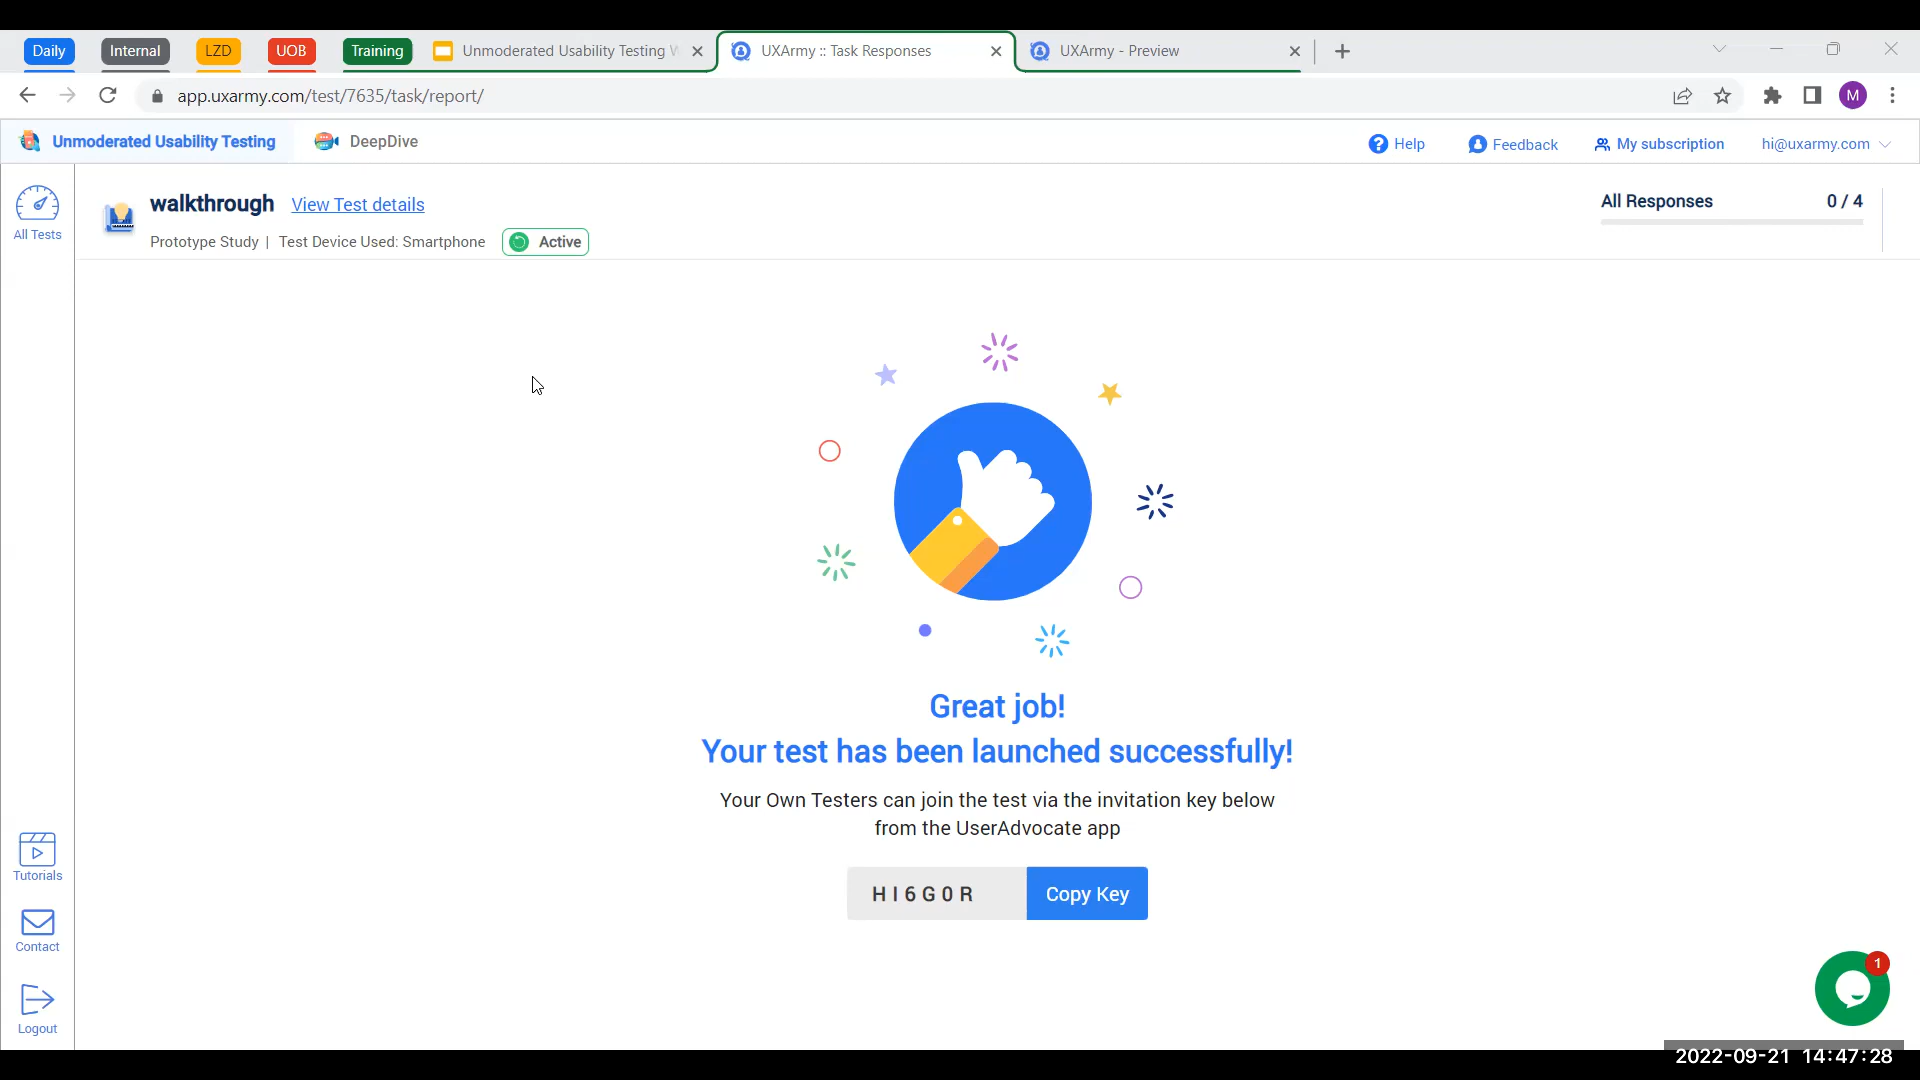 Daily
Internal
LZD
UOB
Training
Unmoderated Usability Testing
UXArmy :: Task Responses
UXArmy - Preview
app.uxarmy.com/test/7635/task/report/
M
Unmoderated Usability Testing
DeepDive
Help
Feedback
My subscription
hi@uxarmy.com
All Tests
walkthrough
View Test details
Prototype Study | Test Device Used: Smartphone
Active
All Responses
0 / 4
Great job!
Your test has been launched successfully!
Your Own Testers can join the test via the invitation key below
from the UserAdvocate app
HI6G0R
Copy Key
Tutorials
Contact
Logout
1
2022-09-21 14:47:28